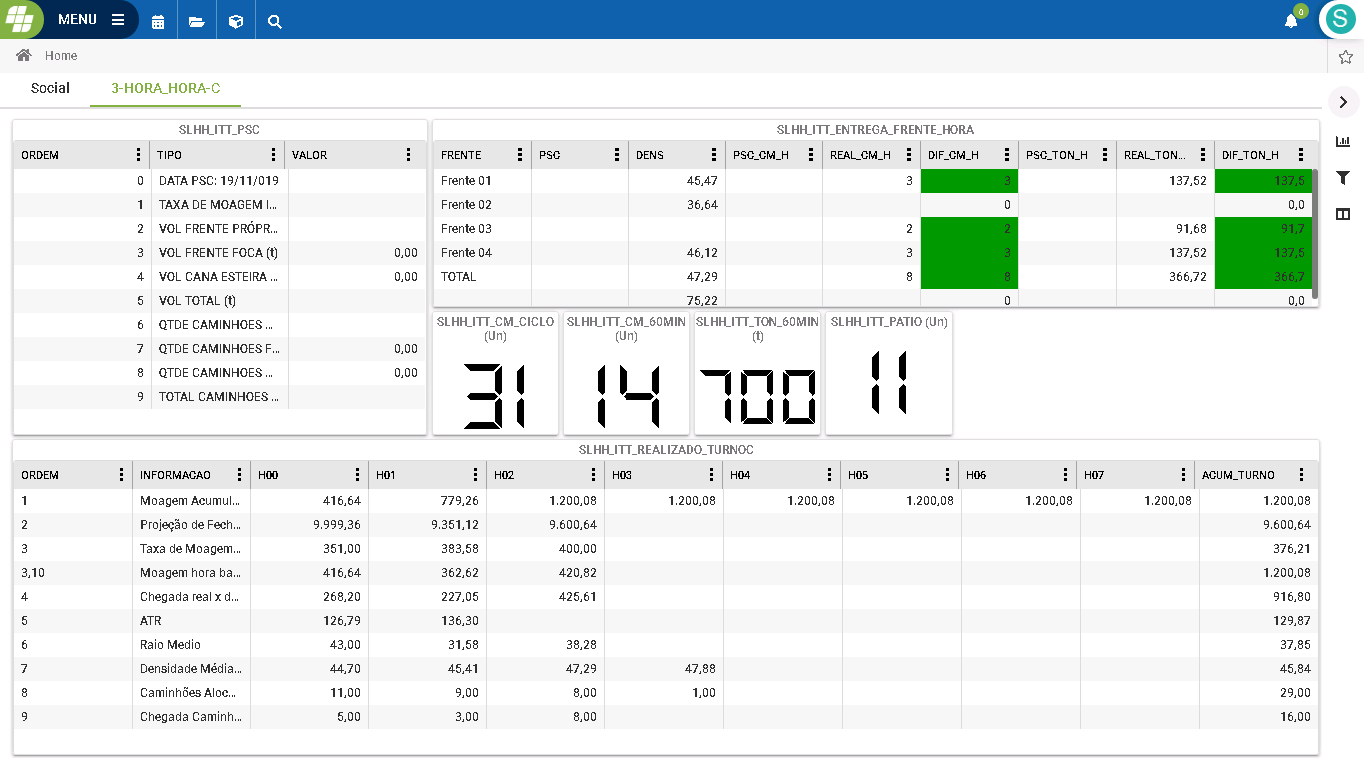 MENU
0
S
Home
Social 3-HORA_HORA-C
SLHH_ITT_PSC
ORDEM TIPO VALOR
0 DATA PSC: 19/11/019
1 TAXA DE MOAGEM I...
2 VOL FRENTE PRÓPR...
3 VOL FRENTE FOCA (t) 0,00
4 VOL CANA ESTEIRA ... 0,00
5 VOL TOTAL (t)
6 QTDE CAMINHOES ...
7 QTDE CAMINHOES F... 0,00
8 QTDE CAMINHOES ... 0,00
9 TOTAL CAMINHOES ...
SLHH_ITT_ENTREGA_FRENTE_HORA
FRENTE PSC DENS PSC_CM_H REAL_CM_H DIF_CM_H PSC_TON_H REAL_TON... DIF_TON_H
Frente 01 45,47 3 3 137,52 137,5
Frente 02 36,64 0 0,0
Frente 03 2 2 91,68 91,7
Frente 04 46,12 3 3 137,52 137,5
TOTAL 47,29 8 8 366,72 366,7
75,22 0 0,0
SLHH_ITT_CM_CICLO
(Un)
31
SLHH_ITT_CM_60MIN
(Un)
14
SLHH_ITT_TON_60MIN
(t)
700
SLHH_ITT_PATIO (Un)
11
SLHH_ITT_REALIZADO_TURNOC
ORDEM INFORMACAO H00 H01 H02 H03 H04 H05 H06 H07 ACUM_TURNO
1 Moagem Acumul... 416,64 779,26 1.200,08 1.200,08 1.200,08 1.200,08 1.200,08 1.200,08 1.200,08
2 Projeção de Fech... 9.999,36 9.351,12 9.600,64 9.600,64
3 Taxa de Moagem... 351,00 383,58 400,00 376,21
3,10 Moagem hora ba... 416,64 362,62 420,82 1.200,08
4 Chegada real x d... 268,20 227,05 425,61 916,80
5 ATR 126,79 136,30 129,87
6 Raio Medio 43,00 31,58 38,28 37,85
7 Densidade Média... 44,70 45,41 47,29 47,88 45,84
8 Caminhões Aloc... 11,00 9,00 8,00 1,00 29,00
9 Chegada Caminh... 5,00 3,00 8,00 16,00